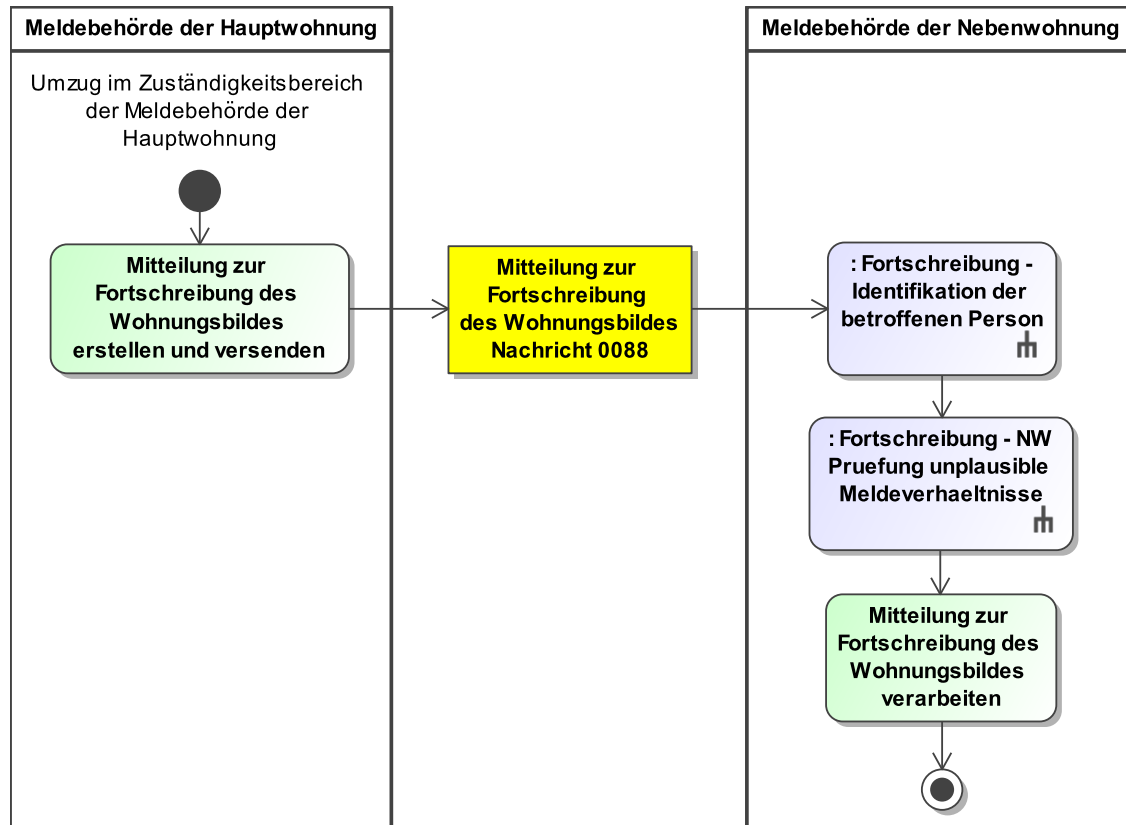 Meldebehörde der Hauptwohnung
Umzug im Zuständigkeitsbereich
der Meldebehörde der
Hauptwohnung
Mitteilung zur
Fortschreibung des
Wohnungsbildes
erstellen und versenden
Mitteilung zur
Fortschreibung
des Wohnungsbildes
Nachricht 0088
Meldebehörde der Nebenwohnung
: Fortschreibung -
Identifikation der
betroffenen Person
: Fortschreibung - NW
Pruefung unplausible
Meldeverhaeltnisse
Mitteilung zur
Fortschreibung des
Wohnungsbildes
verarbeiten